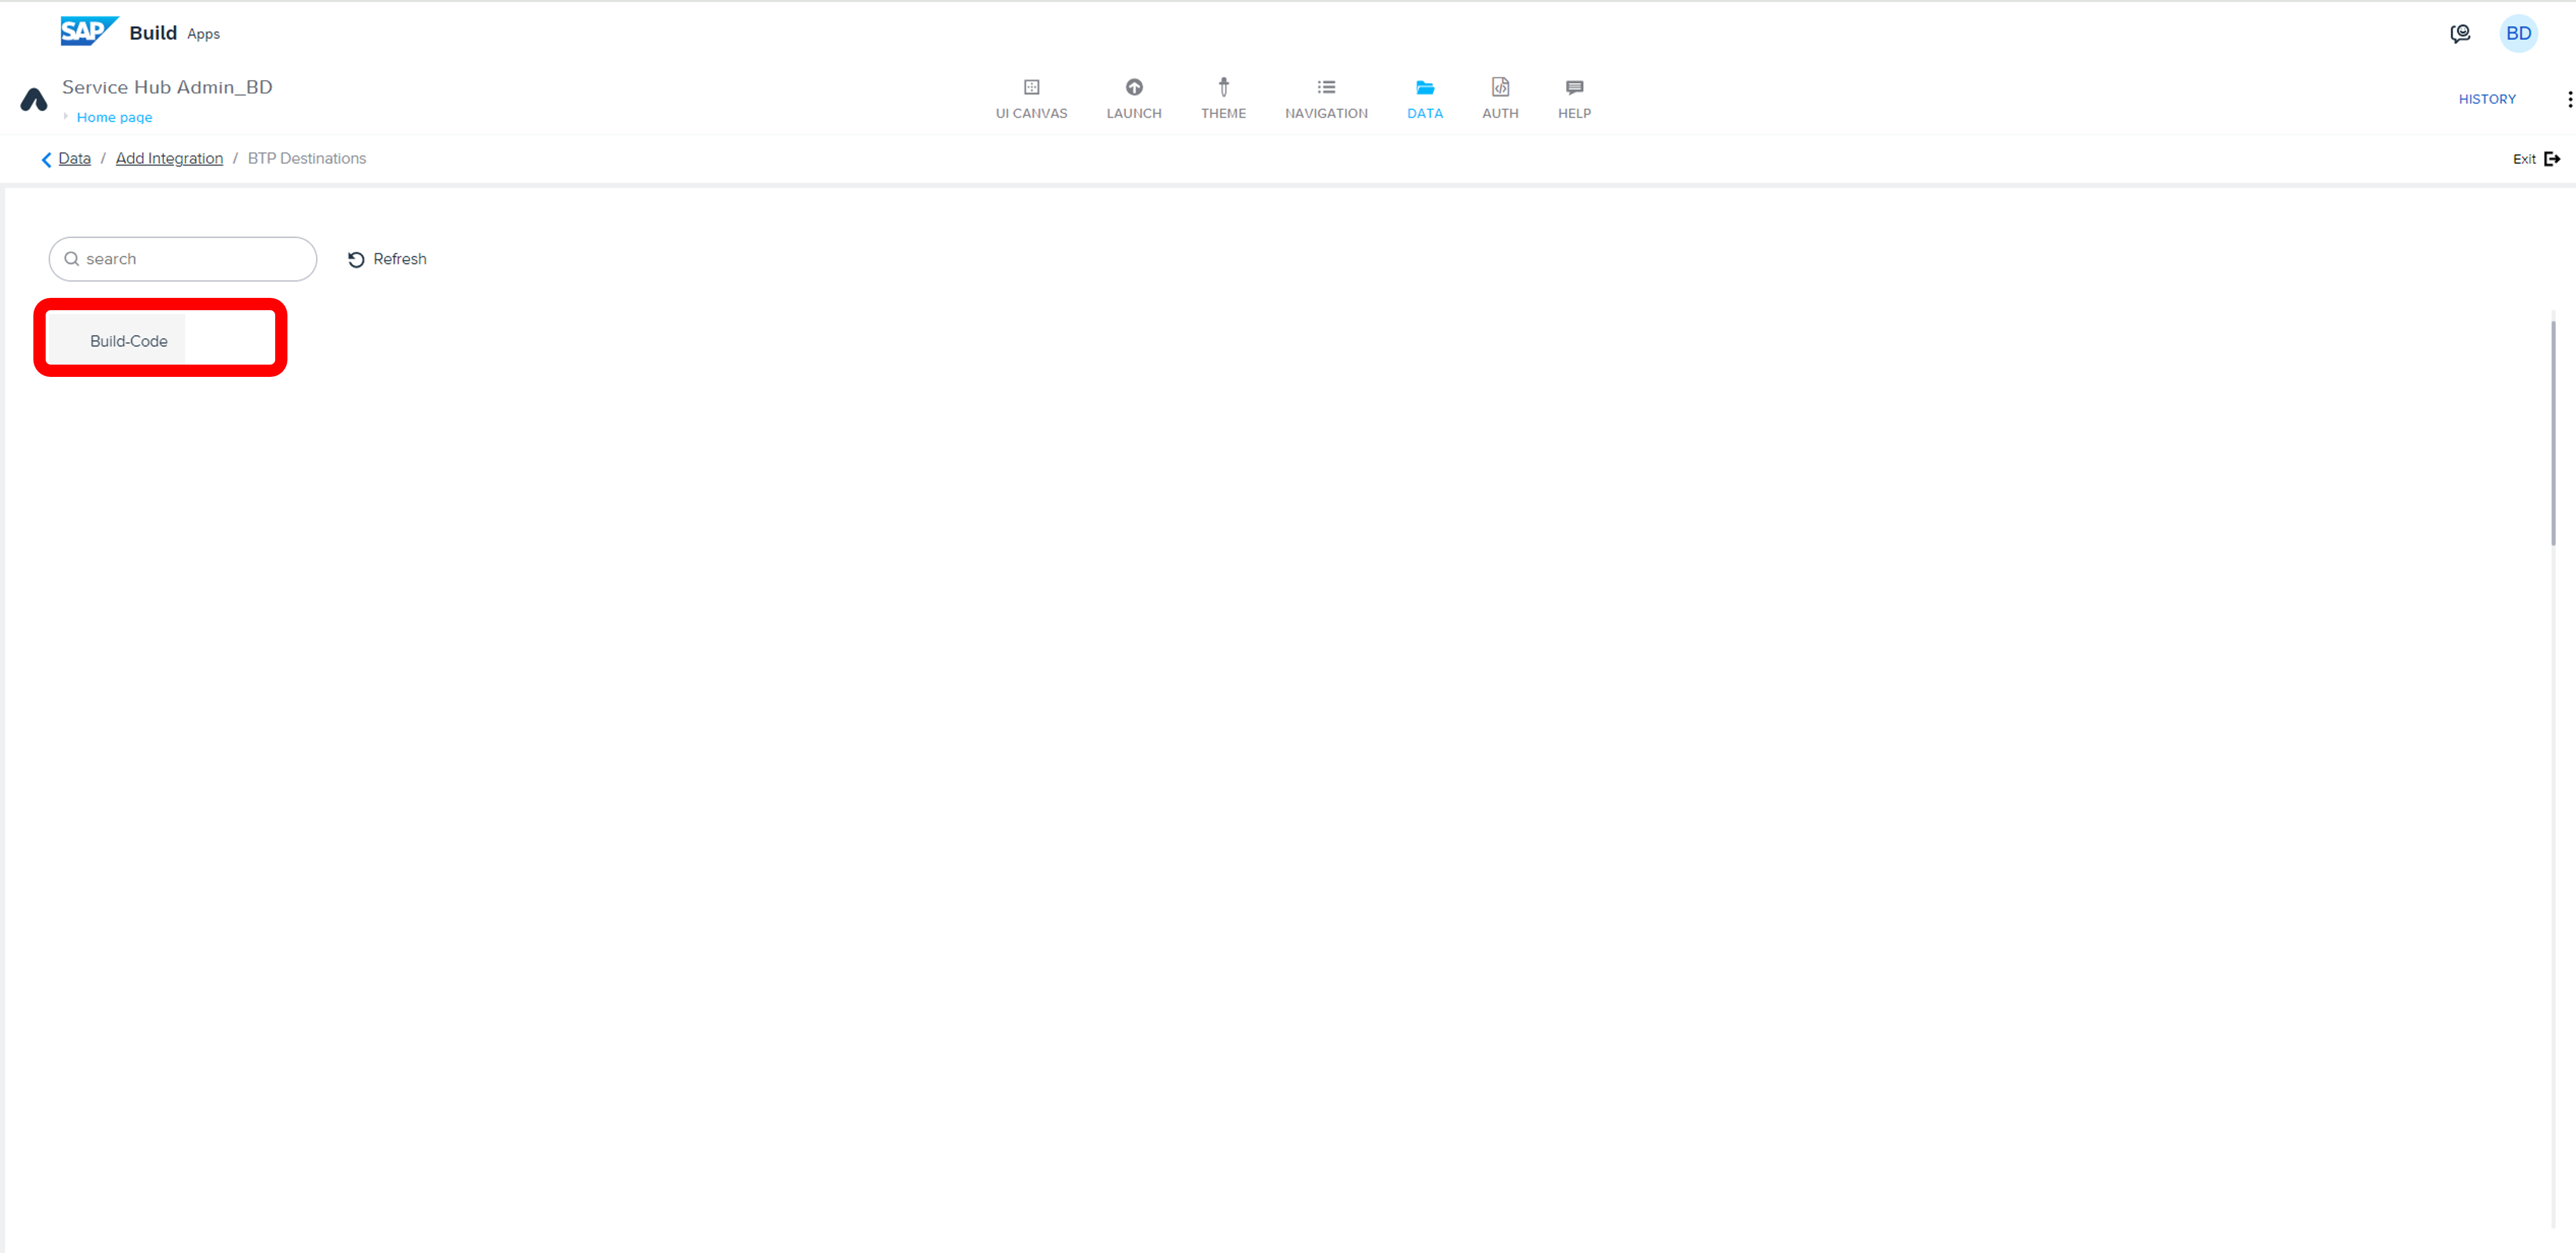 SAP Build Apps
BD
Service Hub Admin_BD
Home page
UI CANVAS
LAUNCH
THEME
NAVIGATION
DATA
AUTH
HELP
HISTORY
Data / Add Integration / BTP Destinations
Exit
search
Refresh
Build-Code